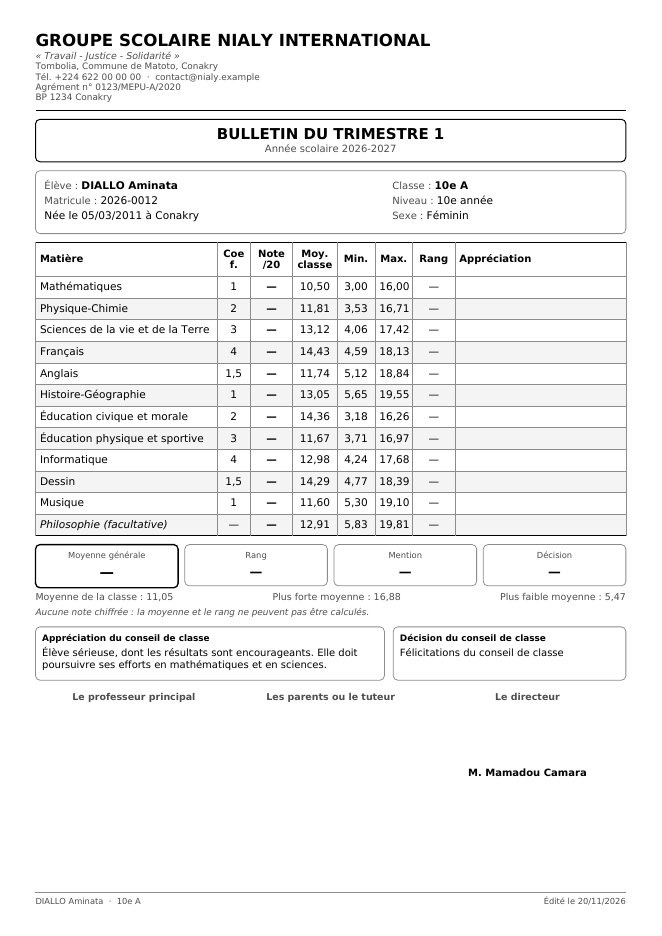 GROUPE SCOLAIRE NIALY INTERNATIONAL
« Travail - Justice - Solidarité »
Tombolia, Commune de Matoto, Conakry
Tél. +224 622 00 00 00 · contact@nialy.example
Agrément n° 0123/MEPU-A/2020
BP 1234 Conakry
BULLETIN DU TRIMESTRE 1
Année scolaire 2026-2027
Élève : DIALLO Aminata Classe : 10e A
Matricule : 2026-0012 Niveau : 10e année
Née le 05/03/2011 à Conakry Sexe : Féminin
Matière Coe f. Note /20 Moy. classe Min. Max. Rang Appréciation
Mathématiques 1 — 10,50 3,00 16,00 —
Physique-Chimie 2 — 11,81 3,53 16,71 —
Sciences de la vie et de la Terre 3 — 13,12 4,06 17,42 —
Français 4 — 14,43 4,59 18,13 —
Anglais 1,5 — 11,74 5,12 18,84 —
Histoire-Géographie 1 — 13,05 5,65 19,55 —
Éducation civique et morale 2 — 14,36 3,18 16,26 —
Éducation physique et sportive 3 — 11,67 3,71 16,97 —
Informatique 4 — 12,98 4,24 17,68 —
Dessin 1,5 — 14,29 4,77 18,39 —
Musique 1 — 11,60 5,30 19,10 —
Philosophie (facultative) — — 12,91 5,83 19,81 —
Moyenne générale Rang Mention Décision
— — — —
Moyenne de la classe : 11,05 Plus forte moyenne : 16,88 Plus faible moyenne : 5,47
Aucune note chiffrée : la moyenne et le rang ne peuvent pas être calculés.
Appréciation du conseil de classe Décision du conseil de classe
Élève sérieuse, dont les résultats sont encourageants. Elle doit Félicitations du conseil de classe
poursuivre ses efforts en mathématiques et en sciences.
Le professeur principal Les parents ou le tuteur Le directeur
M. Mamadou Camara
DIALLO Aminata · 10e A Édité le 20/11/2026